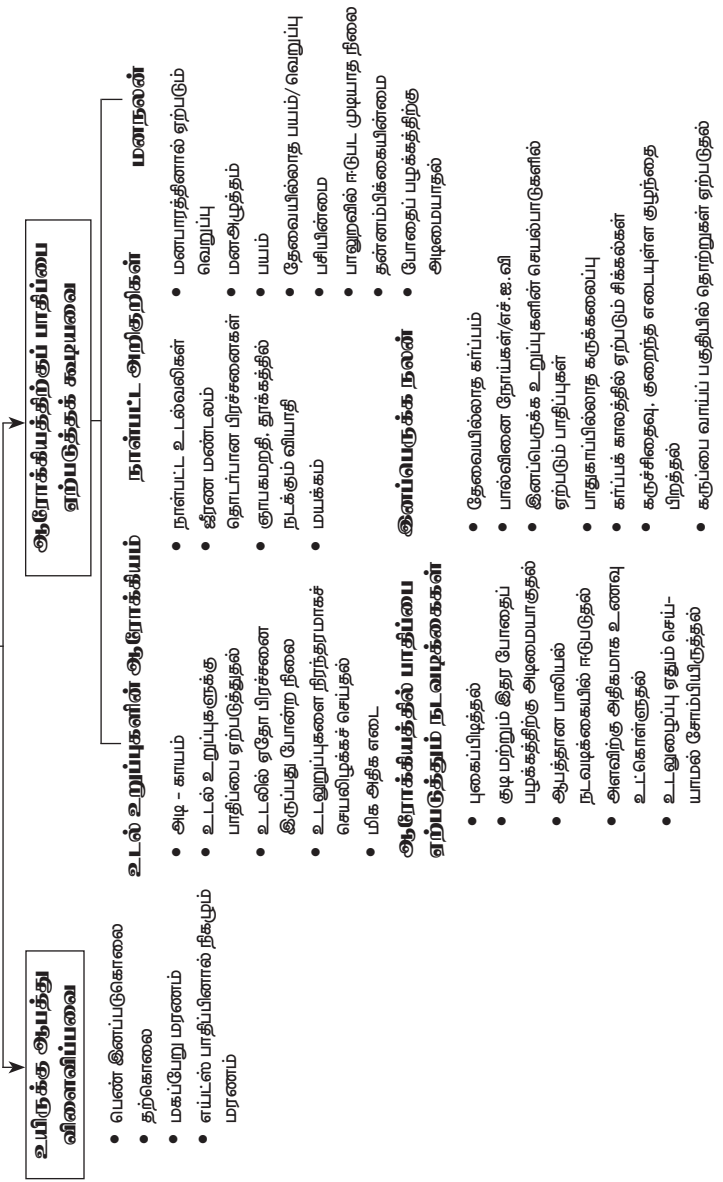 உயிருக்கு ஆபத்து
விளைவிப்பவை
● பெண் இனப்படுகொலை
● தற்கொலை
● மகப்பேறு மரணம்
● எய்ட்ஸ் பாதிப்பினால் நிகழும்
மரணம்
ஆரோக்கியத்திற்குப் பாதிப்பை
ஏற்படுத்தக் கூடியவை
உடல் உறுப்புகளின் ஆரோக்கியம்
● அடி - காயம்
● உடல் உறுப்புகளுக்கு
பாதிப்பை ஏற்படுத்துதல்
● உடலில் ஏதோ பிரச்சனை
இருப்பது போன்ற நிலை
● உடலுறுப்புகளை நிரந்தரமாகச்
செயலிழக்கச் செய்தல்
● மிக அதிக எடை
நாள்பட்ட அறிகுறிகள்
● நாள்பட்ட உடல்வலிகள்
● ஜீரண மண்டலம்
தொடர்பான பிரச்சனைகள்
● ஞாபகமறதி, தூக்கத்தில்
நடக்கும் வியாதி
● மயக்கம்
மனநலன்
● மனபாரத்தினால் ஏற்படும்
வெறுப்பு
● மனஅழுத்தம்
● பயம்
● தேவையில்லாத பயம்/ வெறுப்பு
● பசியின்மை
● பாலுறவில் ஈடுபட முடியாத நிலை
● தன்னம்பிக்கையின்மை
● போதைப் பழக்கத்திற்கு
அடிமையாதல்
ஆரோக்கியத்தில் பாதிப்பை
ஏற்படுத்தும் நடவடிக்கைகள்
● புகைப்பிடித்தல்
● குடி மற்றும் இதர போதைப்
பழக்கத்திற்கு அடிமையாகுதல்
● ஆபத்தான பாலியல்
நடவடிக்கையில் ஈடுபடுதல்
● அளவிற்கு அதிகமாக உணவு
உட்கொள்ளுதல்
● உடலுழைப்பு ஏதும் செய்-
யாமல் சோம்பியிருத்தல்
இனப்பெருக்க நலன்
● தேவையில்லாத கர்ப்பம்
● பால்வினை நோய்கள்/எச்.ஐ.வி
● இனப்பெருக்க உறுப்புகளின் செயல்பாடுகளில்
ஏற்படும் பாதிப்புகள்
● பாதுகாப்பில்லாத கருக்கலைப்பு
● கர்ப்பக் காலத்தில் ஏற்படும் சிக்கல்கள்
● கருச்சிதைவு, குறைந்த எடையுள்ள குழந்தை
பிறத்தல்
● கருப்பை வாய்ப் பகுதியில் தொற்றுகள் ஏற்படுதல்